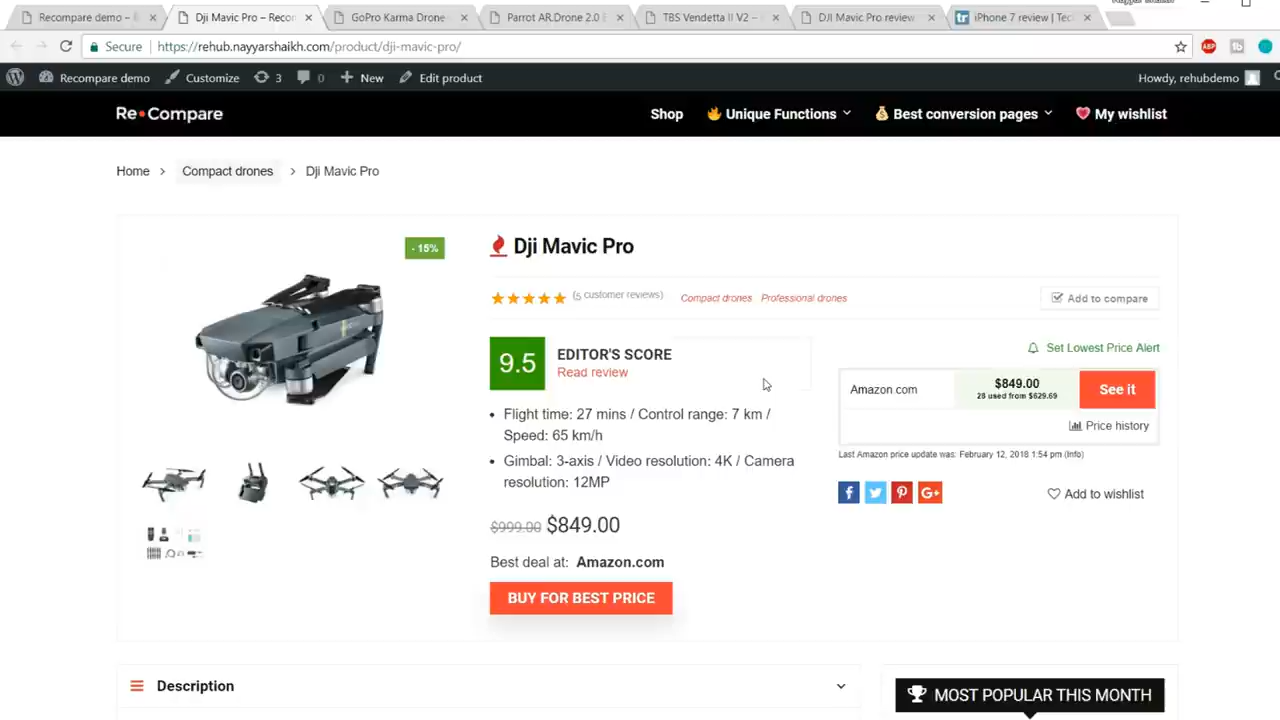 Recompare demo –
Dji Mavic Pro – Recor
GoPro Karma Drone
Parrot AR.Drone 2.0
TBS Vendetta II V2 –
DJI Mavic Pro review
tr iPhone 7 review | Tec
Secure
https://rehub.nayyarshaikh.com/product/dji-mavic-pro/
ABP
Recompare demo
Customize
3
0
New
Edit product
Howdy, rehubdemo
Re•Compare
Shop
Unique Functions
Best conversion pages
My wishlist
Home > Compact drones > Dji Mavic Pro
- 15%
Dji Mavic Pro
(5 customer reviews)
Compact drones
Professional drones
Add to compare
9.5
EDITOR'S SCORE
Read review
Set Lowest Price Alert
Amazon.com
$849.00
28 used from $629.69
See it
Price history
Last Amazon price update was: February 12, 2018 1:54 pm (Info)
• Flight time: 27 mins / Control range: 7 km /
Speed: 65 km/h
• Gimbal: 3-axis / Video resolution: 4K / Camera
resolution: 12MP
Add to wishlist
$999.00 $849.00
Best deal at: Amazon.com
BUY FOR BEST PRICE
Description
MOST POPULAR THIS MONTH